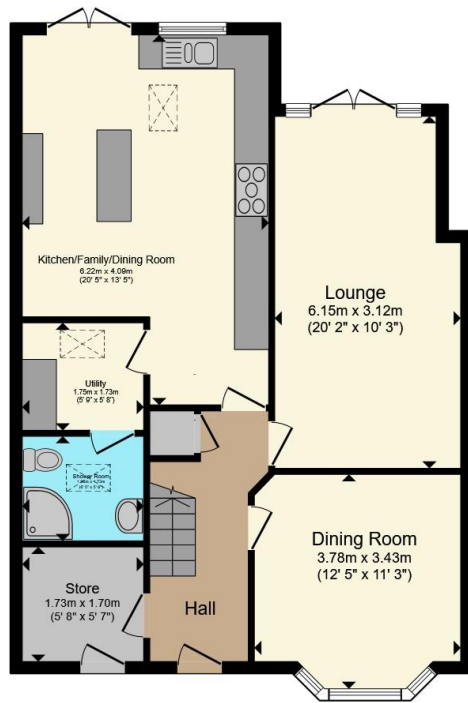 Kitchen/Family/Dining Room
6.22m x 4.09m
(20' 5" x 13' 5")
Lounge
6.15m x 3.12m
(20' 2" x 10' 3")
Utility
1.75m x 1.73m
(5' 9" x 5' 8")
Shower Room
Dining Room
3.78m x 3.43m
(12' 5" x 11' 3")
Store
1.73m x 1.70m
(5' 8" x 5' 7")
Hall